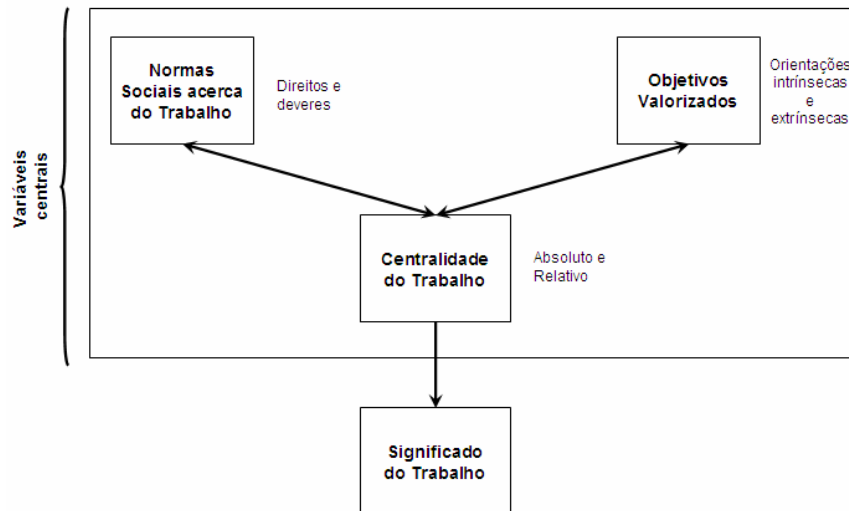 Variáveis
centrais
Normas
Sociais acerca
do Trabalho
Direitos e
deveres
Objetivos
Valorizados
Orientações
intrínsecas
e
extrínsecas
Centralidade
do Trabalho
Absoluto e
Relativo
Significado
do Trabalho